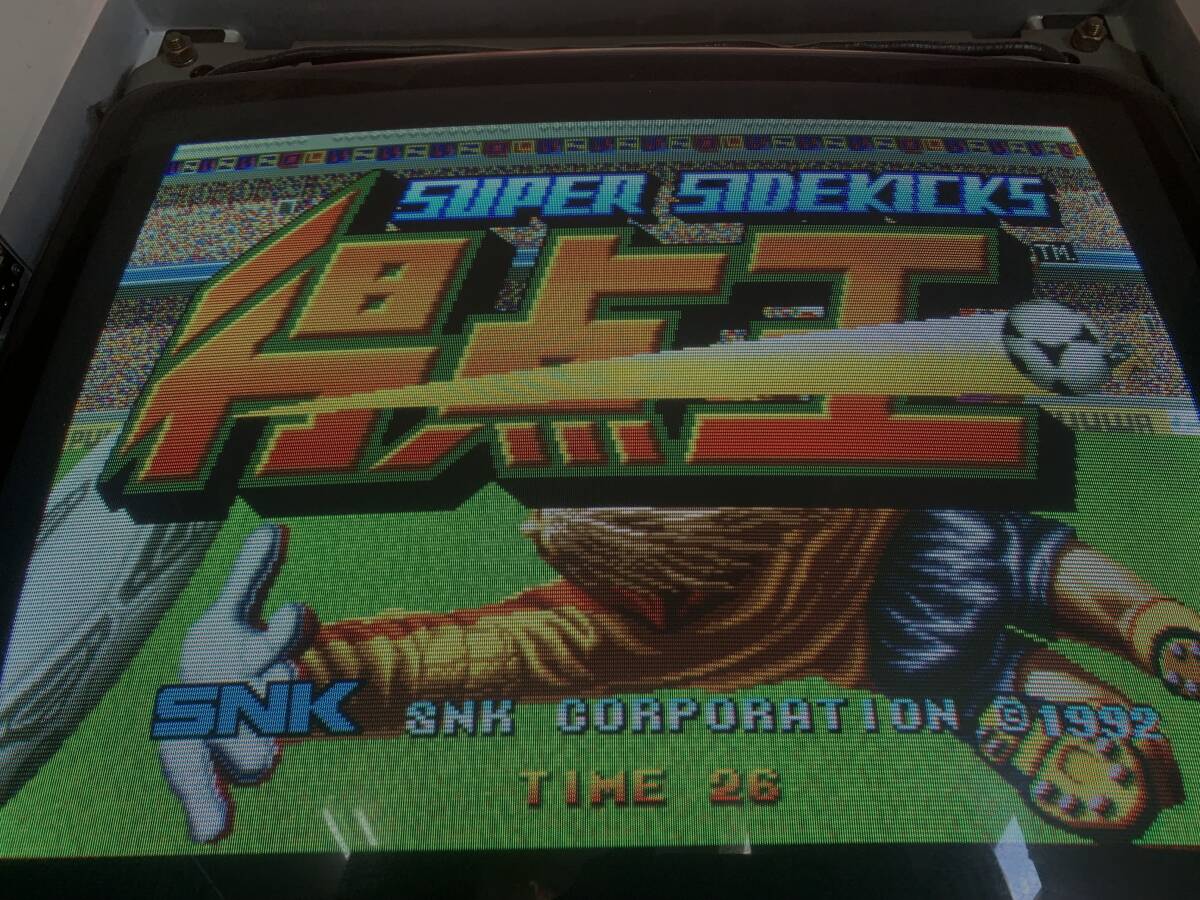 SUPER SIDEKICKS
得点王
TM.
SNK SNK CORPORATION ©1992
TIME 26